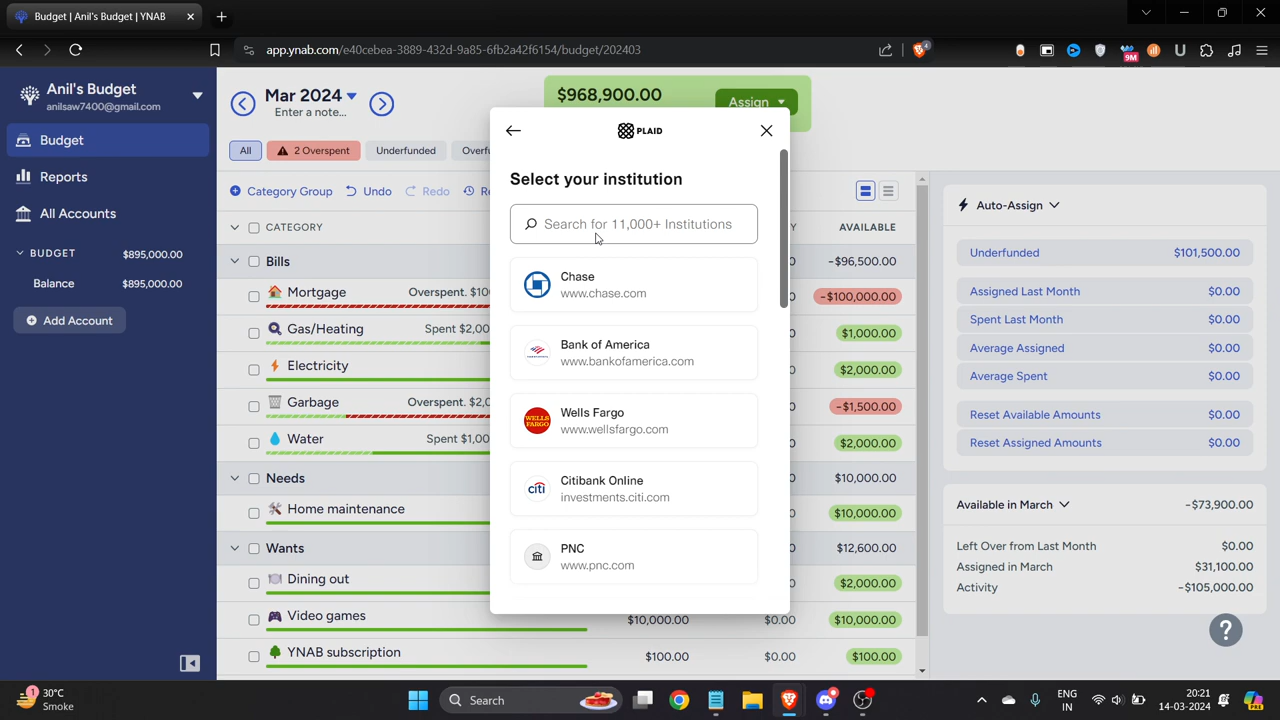 Budget | Anil's Budget | YNAB
app.ynab.com/e40cebea-3889-432d-9a85-6fb2a42f6154/budget/202403
4
9M
Anil's Budget
anilsaw7400@gmail.com
Budget
Reports
All Accounts
BUDGET $895,000.00
Balance $895,000.00
Add Account
Mar 2024
Enter a note...
$968,900.00
Assign
All
2 Overspent
Underfunded
Category Group
Undo
Redo
CATEGORY
AVAILABLE
Bills -$96,500.00
Mortgage -$100,000.00
Gas/Heating $1,000.00
Electricity $2,000.00
Garbage -$1,500.00
Water $2,000.00
Needs $10,000.00
Home maintenance $10,000.00
Wants $12,600.00
Dining out $2,000.00
Video games $10,000.00 $0.00 $10,000.00
YNAB subscription $100.00 $0.00 $100.00
PLAID
Select your institution
Search for 11,000+ Institutions
Chase
www.chase.com
Bank of America
www.bankofamerica.com
Wells Fargo
www.wellsfargo.com
WELLS
FARGO
Citibank Online
investments.citi.com
citi
PNC
www.pnc.com
Auto-Assign
Underfunded $101,500.00
Assigned Last Month $0.00
Spent Last Month $0.00
Average Assigned $0.00
Average Spent $0.00
Reset Available Amounts $0.00
Reset Assigned Amounts $0.00
Available in March -$73,900.00
Left Over from Last Month $0.00
Assigned in March $31,100.00
Activity -$105,000.00
?
1
30°C
Smoke
Search
ENG
IN
20:21
14-03-2024